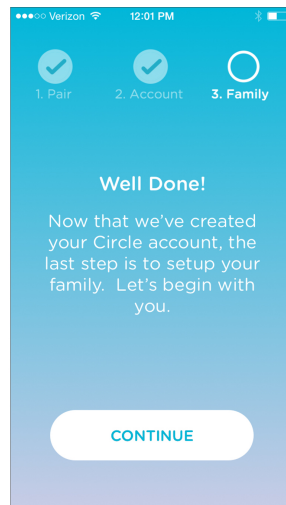 ●●●○○ Verizon 12:01 PM
1. Pair 2. Account 3. Family
Well Done!
Now that we've created
your Circle account, the
last step is to setup your
family. Let's begin with
you.
CONTINUE